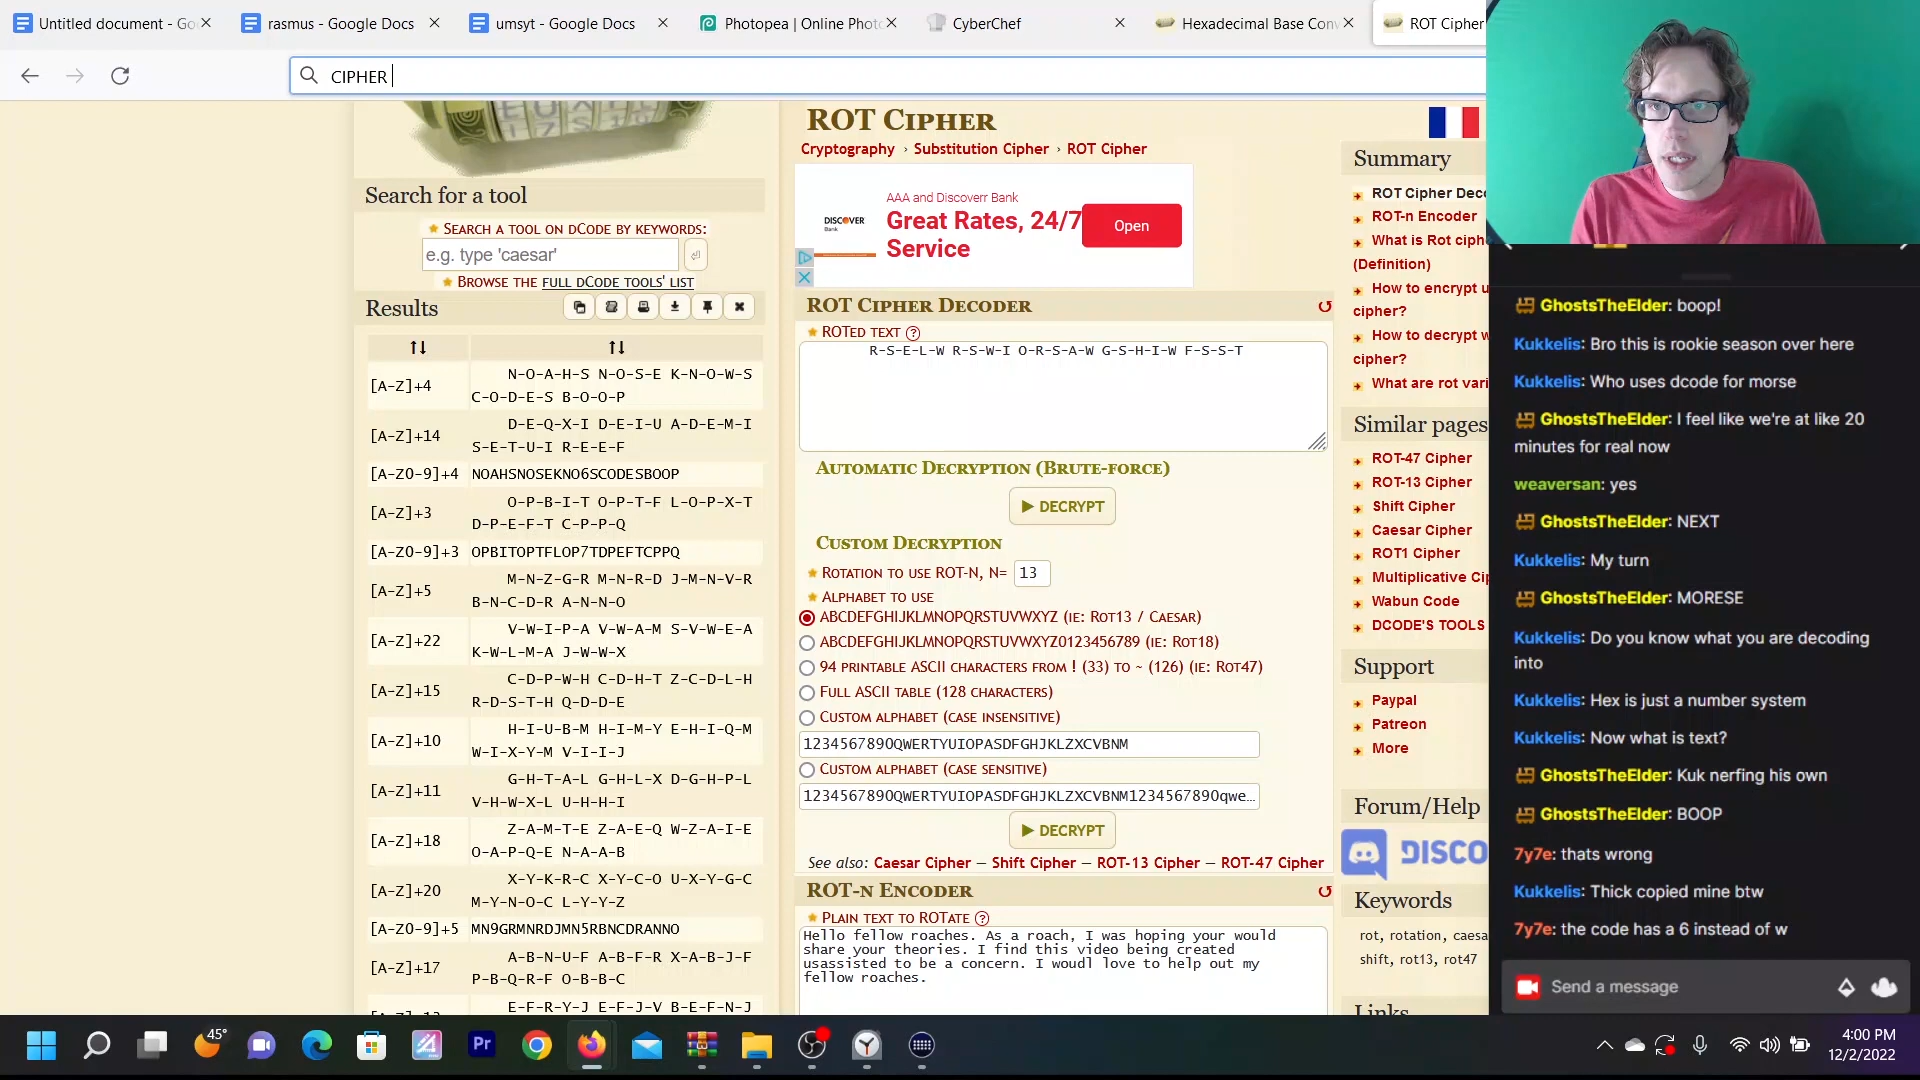 Untitled document - Go
rasmus - Google Docs
umsyt - Google Docs
Photopea | Online Photo
CyberChef
Hexadecimal Base Conv
ROT Cipher
CIPHER
Search for a tool
SEARCH A TOOL ON DCODE BY KEYWORDS:
e.g. type 'caesar'
BROWSE THE FULL DCODE TOOLS' LIST
Results
[A-Z]+4
N-O-A-H-S N-O-S-E K-N-O-W-S
C-O-D-E-S B-O-O-P
[A-Z]+14
D-E-Q-X-I D-E-I-U A-D-E-M-I
S-E-T-U-I R-E-E-F
[A-Z0-9]+4 NOAHSNOSEKNO6SCODESBOOP
[A-Z]+3
O-P-B-I-T O-P-T-F L-O-P-X-T
D-P-E-F-T C-P-P-Q
[A-Z0-9]+3 OPBITOPTFLOP7TDPEFTCPPQ
[A-Z]+5
M-N-Z-G-R M-N-R-D J-M-N-V-R
B-N-C-D-R A-N-N-O
[A-Z]+22
V-W-I-P-A V-W-A-M S-V-W-E-A
K-W-L-M-A J-W-W-X
[A-Z]+15
C-D-P-W-H C-D-H-T Z-C-D-L-H
R-D-S-T-H Q-D-D-E
[A-Z]+10
H-I-U-B-M H-I-M-Y E-H-I-Q-M
W-I-X-Y-M V-I-I-J
[A-Z]+11
G-H-T-A-L G-H-L-X D-G-H-P-L
V-H-W-X-L U-H-H-I
[A-Z]+18
Z-A-M-T-E Z-A-E-Q W-Z-A-I-E
O-A-P-Q-E N-A-A-B
[A-Z]+20
X-Y-K-R-C X-Y-C-O U-X-Y-G-C
M-Y-N-O-C L-Y-Y-Z
[A-Z0-9]+5 MN9GRMNRDJMN5RBNCDRANNO
[A-Z]+17
A-B-N-U-F A-B-F-R X-A-B-J-F
P-B-Q-R-F O-B-B-C
E-F-R-Y-J E-F-J-V B-E-F-N-J
ROT CIPHER
Cryptography › Substitution Cipher › ROT Cipher
DISCOVER
Bank
AAA and Discoverr Bank
Great Rates, 24/7
Service
Open
ROT CIPHER DECODER
ROTED TEXT ?
R-S-E-L-W R-S-W-I O-R-S-A-W G-S-H-I-W F-S-S-T
AUTOMATIC DECRYPTION (BRUTE-FORCE)
DECRYPT
CUSTOM DECRYPTION
ROTATION TO USE ROT-N, N= 13
ALPHABET TO USE
ABCDEFGHIJKLMNOPQRSTUVWXYZ (IE: ROT13 / CAESAR)
ABCDEFGHIJKLMNOPQRSTUVWXYZ0123456789 (IE: ROT18)
94 PRINTABLE ASCII CHARACTERS FROM ! (33) TO ~ (126) (IE: ROT47)
FULL ASCII TABLE (128 CHARACTERS)
CUSTOM ALPHABET (CASE INSENSITIVE)
1234567890QWERTYUIOPASDFGHJKLZXCVBNM
CUSTOM ALPHABET (CASE SENSITIVE)
1234567890QWERTYUIOPASDFGHJKLZXCVBNM1234567890qwe...
DECRYPT
See also: Caesar Cipher – Shift Cipher – ROT-13 Cipher – ROT-47 Cipher
ROT-N ENCODER
PLAIN TEXT TO ROTATE ?
Hello fellow roaches. As a roach, I was hoping your would
share your theories. I find this video being created
usassisted to be a concern. I woudl love to help out my
fellow roaches.
Summary
ROT Cipher Deco
ROT-n Encoder
What is Rot ciph
(Definition)
How to encrypt u
cipher?
How to decrypt w
cipher?
What are rot vari
Similar pages
ROT-47 Cipher
ROT-13 Cipher
Shift Cipher
Caesar Cipher
ROT1 Cipher
Multiplicative Cip
Wabun Code
DCODE'S TOOLS
Support
Paypal
Patreon
More
Forum/Help
DISCO
Keywords
rot, rotation, caesa
shift, rot13, rot47
Links
GhostsTheElder: boop!
Kukkelis: Bro this is rookie season over here
Kukkelis: Who uses dcode for morse
GhostsTheElder: I feel like we're at like 20
minutes for real now
weaversan: yes
GhostsTheElder: NEXT
Kukkelis: My turn
GhostsTheElder: MORESE
Kukkelis: Do you know what you are decoding
into
Kukkelis: Hex is just a number system
Kukkelis: Now what is text?
GhostsTheElder: Kuk nerfing his own
GhostsTheElder: BOOP
7y7e: thats wrong
Kukkelis: Thick copied mine btw
7y7e: the code has a 6 instead of w
Send a message
45°
Pr
4:00 PM
12/2/2022